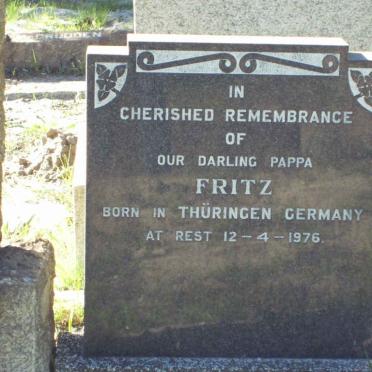 IN
CHERISHED REMEMBRANCE
OF
OUR DARLING PAPPA
FRITZ
BORN IN THÜRINGEN GERMANY
AT REST 12-4-1976.